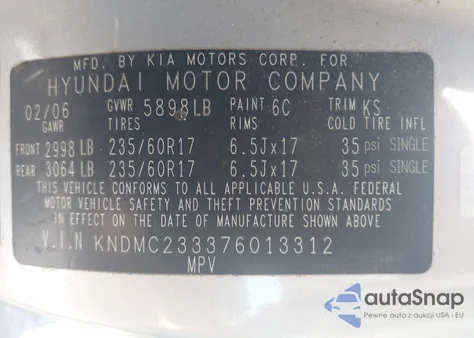 MFD. BY KIA MOTORS CORP. FOR
HYUNDAI MOTOR COMPANY
02/06 GVWR 5898LB PAINT 6C TRIM KS
GAWR TIRES RIMS COLD TIRE INFL
FRONT 2998 LB 235/60R17 6.5Jx17 35 psi SINGLE
REAR 3064 LB 235/60R17 6.5Jx17 35 psi SINGLE
THIS VEHICLE CONFORMS TO ALL APPLICABLE U.S.A. FEDERAL
MOTOR VEHICLE SAFETY AND THEFT PREVENTION STANDARDS
IN EFFECT ON THE DATE OF MANUFACTURE SHOWN ABOVE
V.I.N KNDMC233376013312
MPV
autoSnap
Pewne auta z aukcji USA i EU